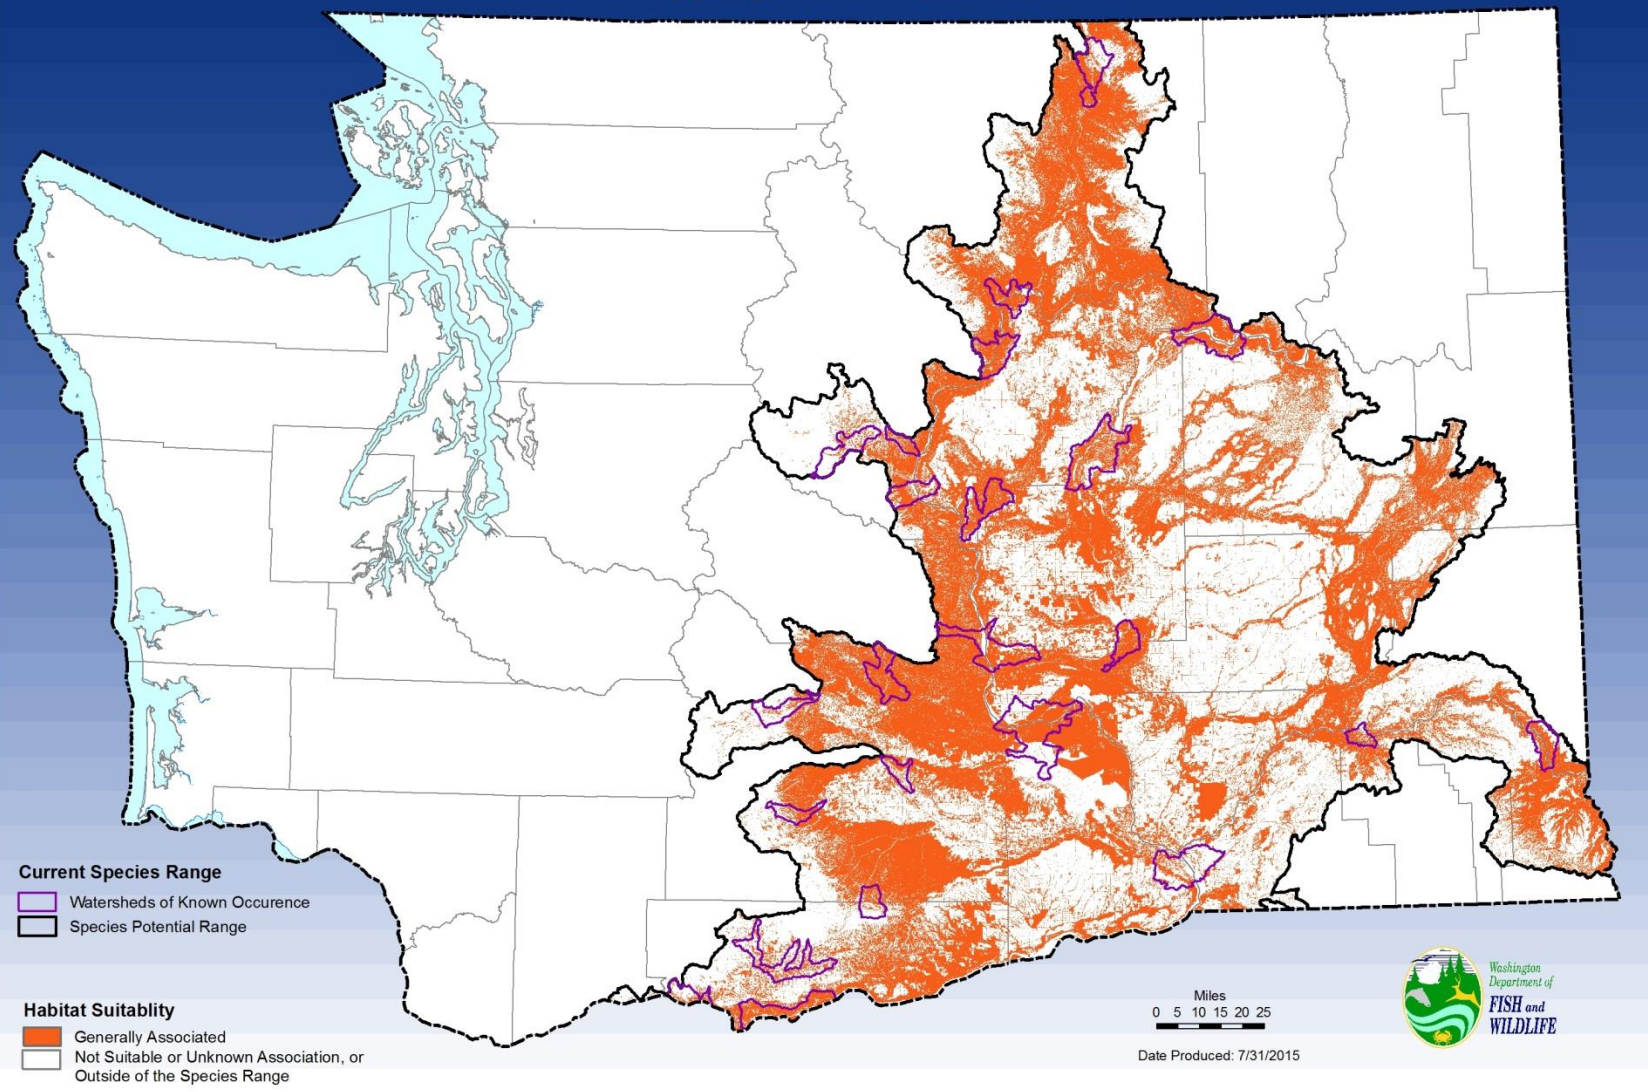 Current Species Range
Watersheds of Known Occurence
Species Potential Range
Habitat Suitablity
Generally Associated
Not Suitable or Unknown Association, or
Outside of the Species Range
Miles
0 5 10 15 20 25
Date Produced: 7/31/2015
Washington
Department of
FISH and
WILDLIFE